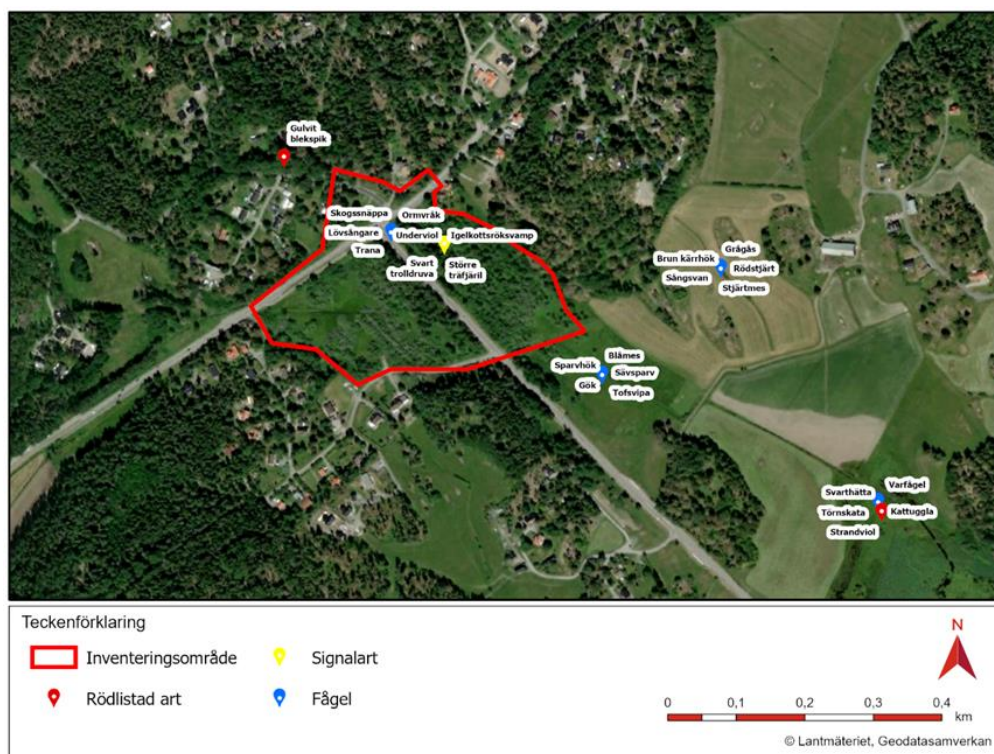 Gulvit
blekspik
Skogssnäppa
Ormvråk
Lövsångare
Underviol
Igelkottsröksvamp
Trana
Svart
trolldruva
Större
träfjäril
Grågås
Brun kärrhök
Rödstjärt
Sångsvan
Stjärtmes
Blåmes
Sparvhök
Sävsparv
Gök
Tofsvipa
Varfågel
Svarthätta
Törnskata
Kattuggla
Strandviol
Teckenförklaring
Inventeringsområde
Signalart
Rödlistad art
Fågel
N
0 0,1 0,2 0,3 0,4
km
© Lantmäteriet, Geodatasamverkan